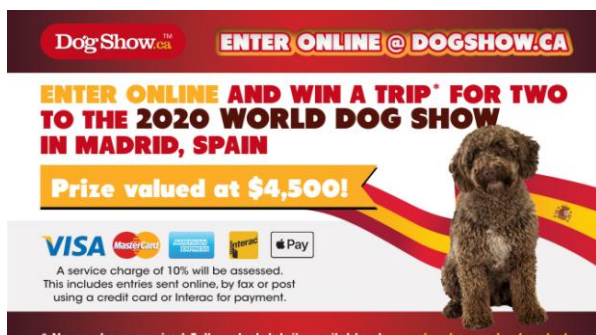 DogShow.ca™
ENTER ONLINE @ DOGSHOW.CA
ENTER ONLINE AND WIN A TRIP* FOR TWO
TO THE 2020 WORLD DOG SHOW
IN MADRID, SPAIN
Prize valued at $4,500!
VISA MasterCard AMERICAN EXPRESS Interac Pay
A service charge of 10% will be assessed.
This includes entries sent online, by fax or post
using a credit card or Interac for payment.